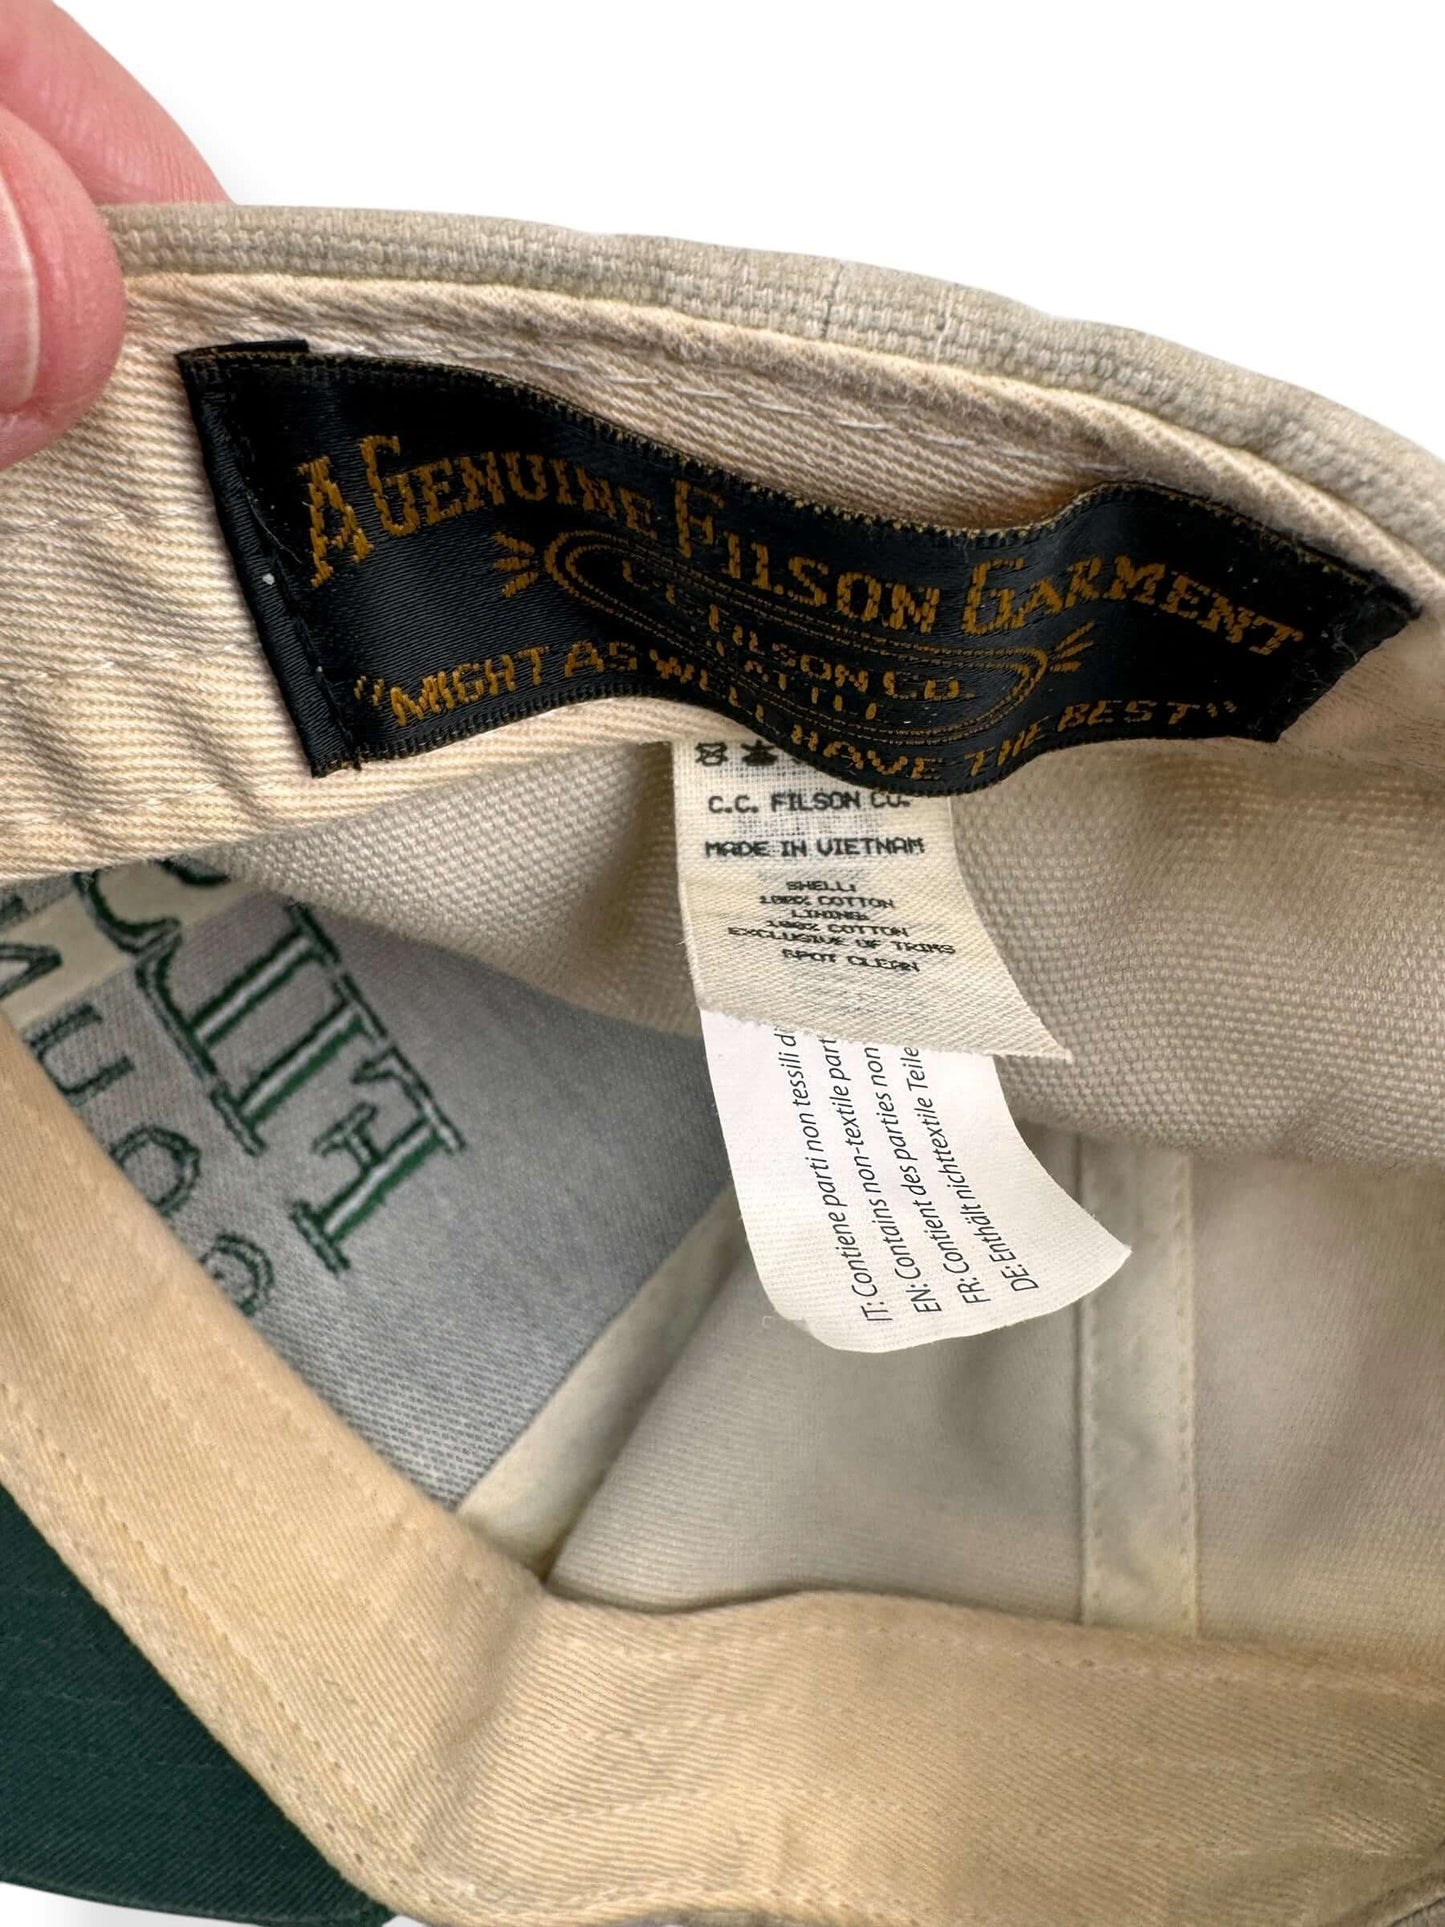 A GENUINE FILSON GARMENT
C.C. FILSON CO.
SEATTLE
"MIGHT AS WELL HAVE THE BEST"
C.C. FILSON CO.
MADE IN VIETNAM
SHELL:
100% COTTON
LINING:
100% COTTON
EXCLUSIVE OF TRIMS
SPOT CLEAN
IT: Contiene parti non tessili di
EN: Contains non-textile part
FR: Contient des parties non
DE: Enthält nichttextile Teile